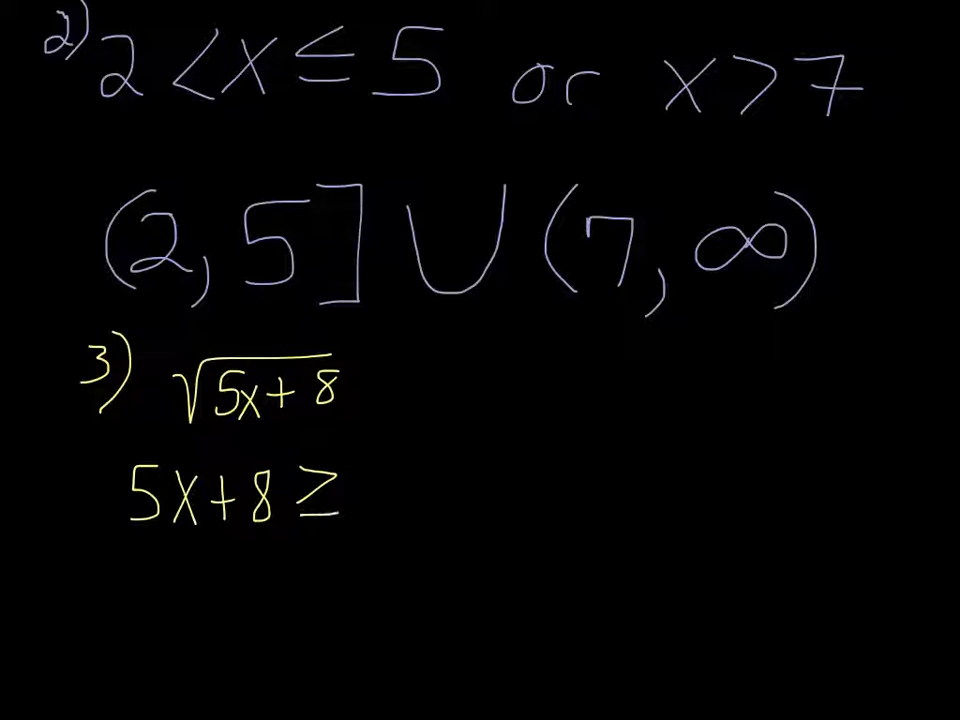 2) 2 < x ≤ 5 or x > 7
(2, 5] ∪ (7, ∞)
3) √(5x + 8)
5x + 8 ≥